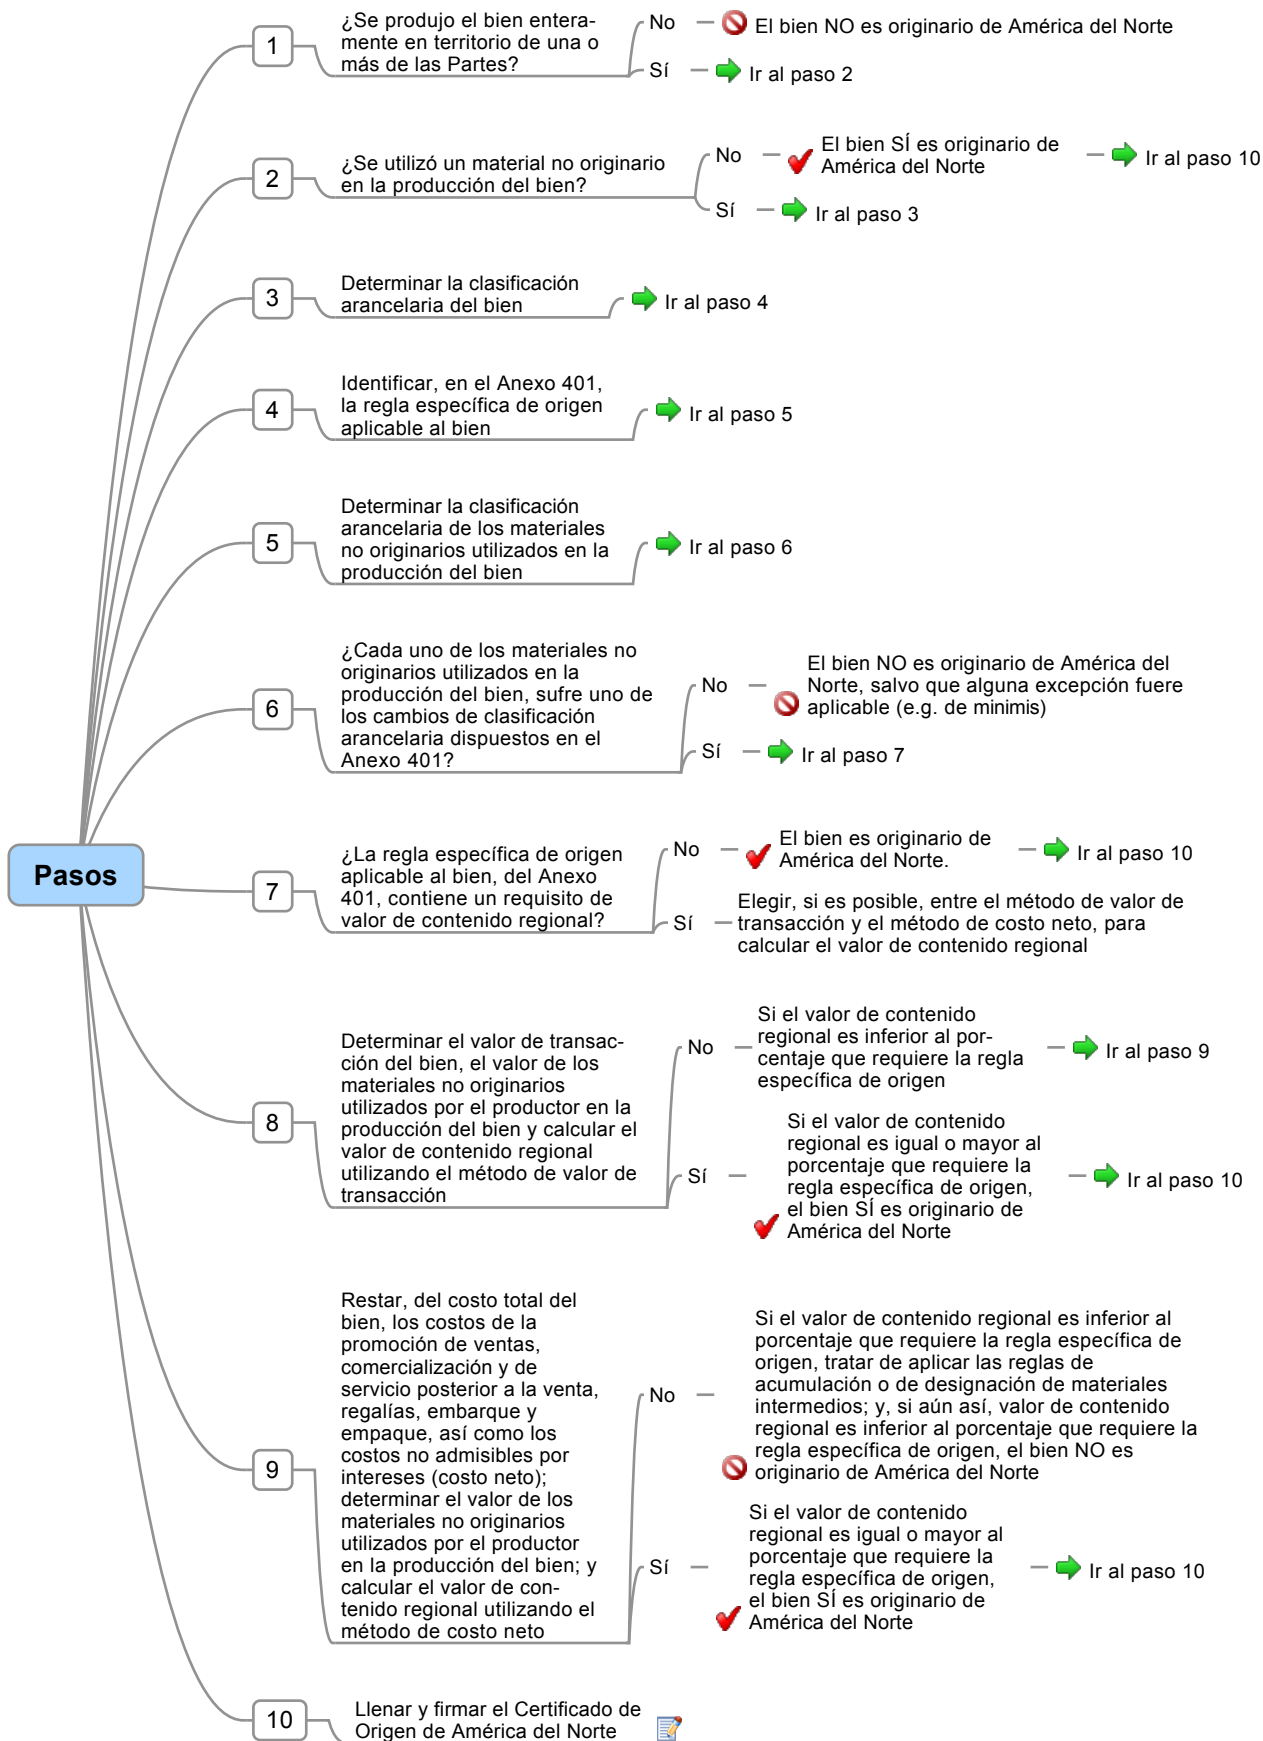 Pasos
1
¿Se produjo el bien entera-
mente en territorio de una o
más de las Partes?
No
El bien NO es originario de América del Norte
Sí
Ir al paso 2
2
¿Se utilizó un material no originario
en la producción del bien?
No
El bien SÍ es originario de
América del Norte
Ir al paso 10
Sí
Ir al paso 3
3
Determinar la clasificación
arancelaria del bien
Ir al paso 4
4
Identificar, en el Anexo 401,
la regla específica de origen
aplicable al bien
Ir al paso 5
5
Determinar la clasificación
arancelaria de los materiales
no originarios utilizados en la
producción del bien
Ir al paso 6
6
¿Cada uno de los materiales no
originarios utilizados en la
producción del bien, sufre uno de
los cambios de clasificación
arancelaria dispuestos en el
Anexo 401?
No
El bien NO es originario de América del
Norte, salvo que alguna excepción fuere
aplicable (e.g. de minimis)
Sí
Ir al paso 7
7
¿La regla específica de origen
aplicable al bien, del Anexo
401, contiene un requisito de
valor de contenido regional?
No
El bien es originario de
América del Norte.
Ir al paso 10
Sí
Elegir, si es posible, entre el método de valor de
transacción y el método de costo neto, para
calcular el valor de contenido regional
8
Determinar el valor de transac-
ción del bien, el valor de los
materiales no originarios
utilizados por el productor en la
producción del bien y calcular el
valor de contenido regional
utilizando el método de valor de
transacción
No
Si el valor de contenido
regional es inferior al por-
centaje que requiere la regla
específica de origen
Ir al paso 9
Sí
Si el valor de contenido
regional es igual o mayor al
porcentaje que requiere la
regla específica de origen,
el bien SÍ es originario de
América del Norte
Ir al paso 10
9
Restar, del costo total del
bien, los costos de la
promoción de ventas,
comercialización y de
servicio posterior a la venta,
regalías, embarque y
empaque, así como los
costos no admisibles por
intereses (costo neto);
determinar el valor de los
materiales no originarios
utilizados por el productor
en la producción del bien; y
calcular el valor de con-
tenido regional utilizando el
método de costo neto
No
Si el valor de contenido regional es inferior al
porcentaje que requiere la regla específica de
origen, tratar de aplicar las reglas de
acumulación o de designación de materiales
intermedios; y, si aún así, valor de contenido
regional es inferior al porcentaje que requiere la
regla específica de origen, el bien NO es
originario de América del Norte
Sí
Si el valor de contenido
regional es igual o mayor al
porcentaje que requiere la
regla específica de origen,
el bien SÍ es originario de
América del Norte
Ir al paso 10
10
Llenar y firmar el Certificado de
Origen de América del Norte